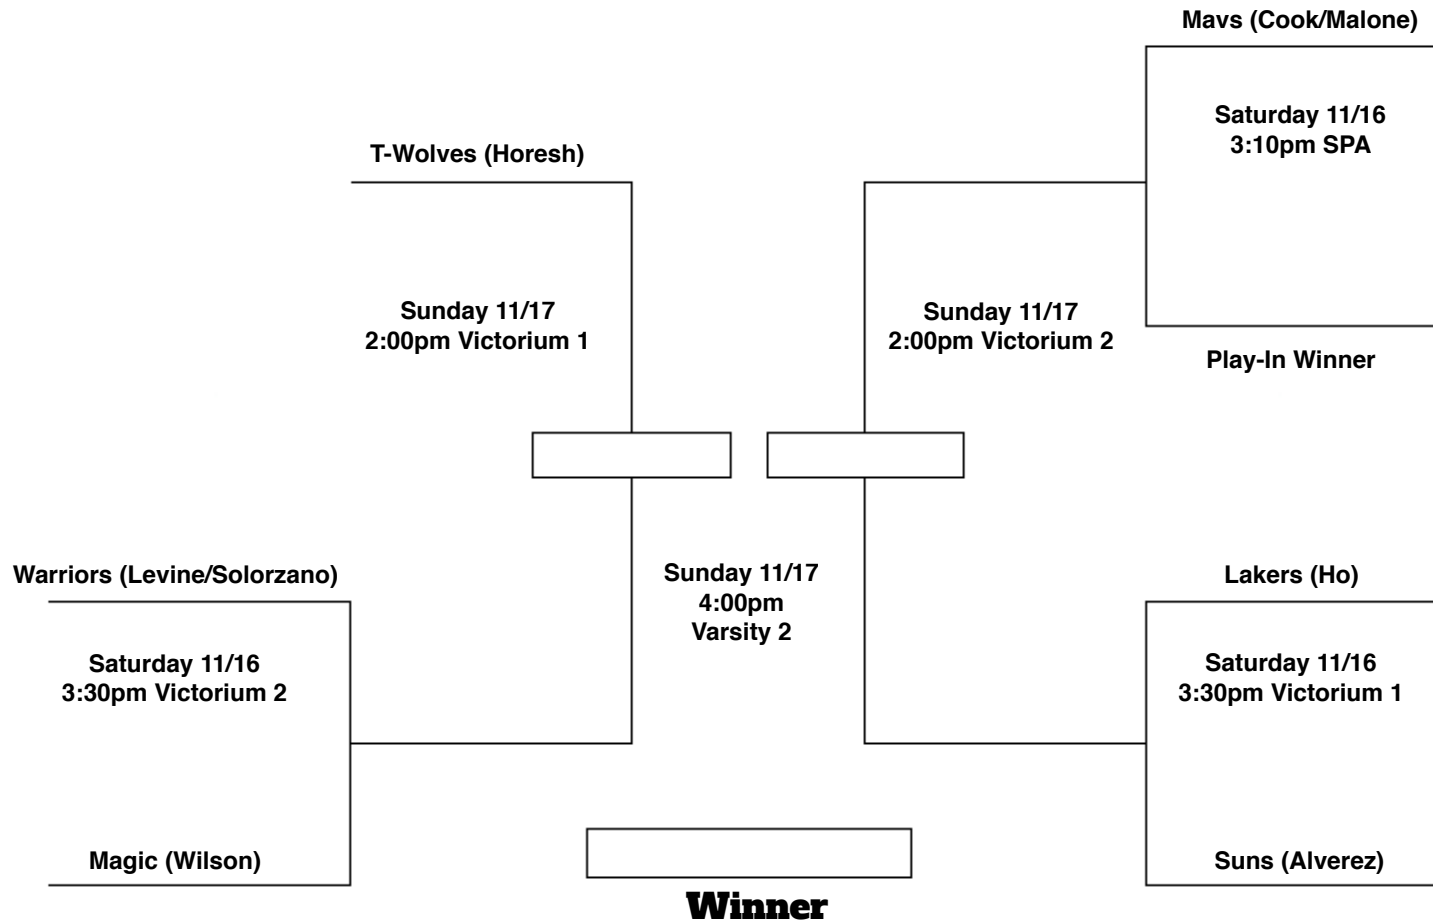 Mavs (Cook/Malone)
Saturday 11/16
3:10pm SPA
T-Wolves (Horesh)
Sunday 11/17
2:00pm Victorium 1
Sunday 11/17
2:00pm Victorium 2
Play-In Winner
Warriors (Levine/Solorzano)
Sunday 11/17
4:00pm
Varsity 2
Lakers (Ho)
Saturday 11/16
3:30pm Victorium 2
Saturday 11/16
3:30pm Victorium 1
Magic (Wilson)
Suns (Alverez)
Winner